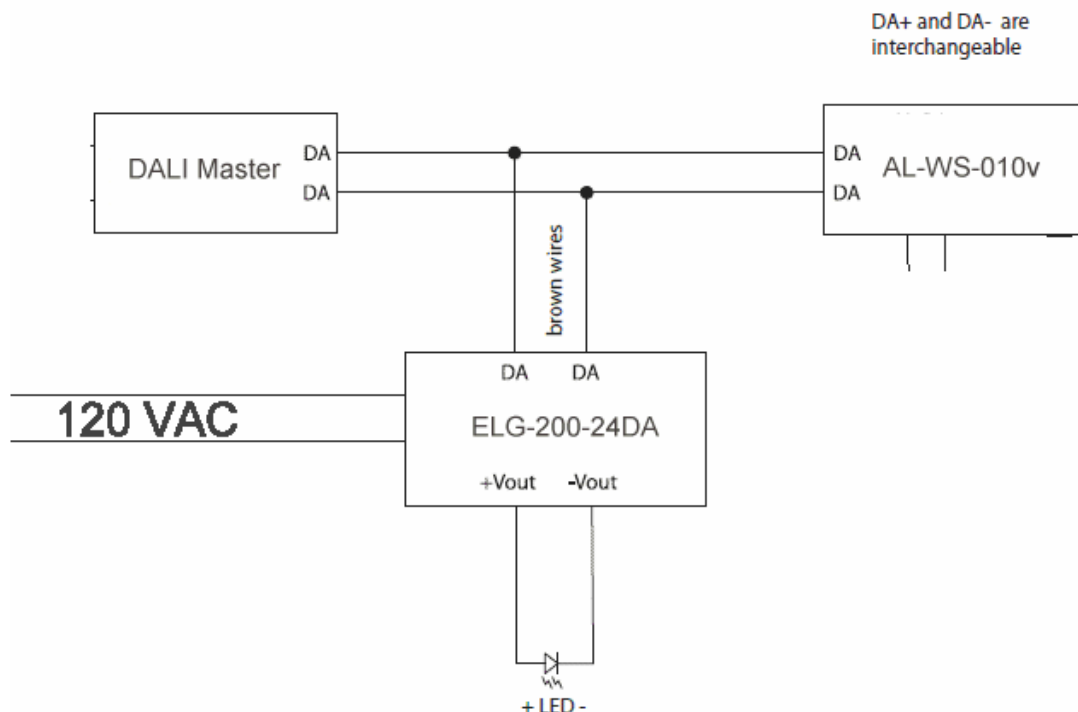 DA+ and DA- are
interchangeable
DALI Master
DA
DA
DA
DA
AL-WS-010v
brown wires
DA DA
120 VAC
ELG-200-24DA
+Vout -Vout
+ LED -